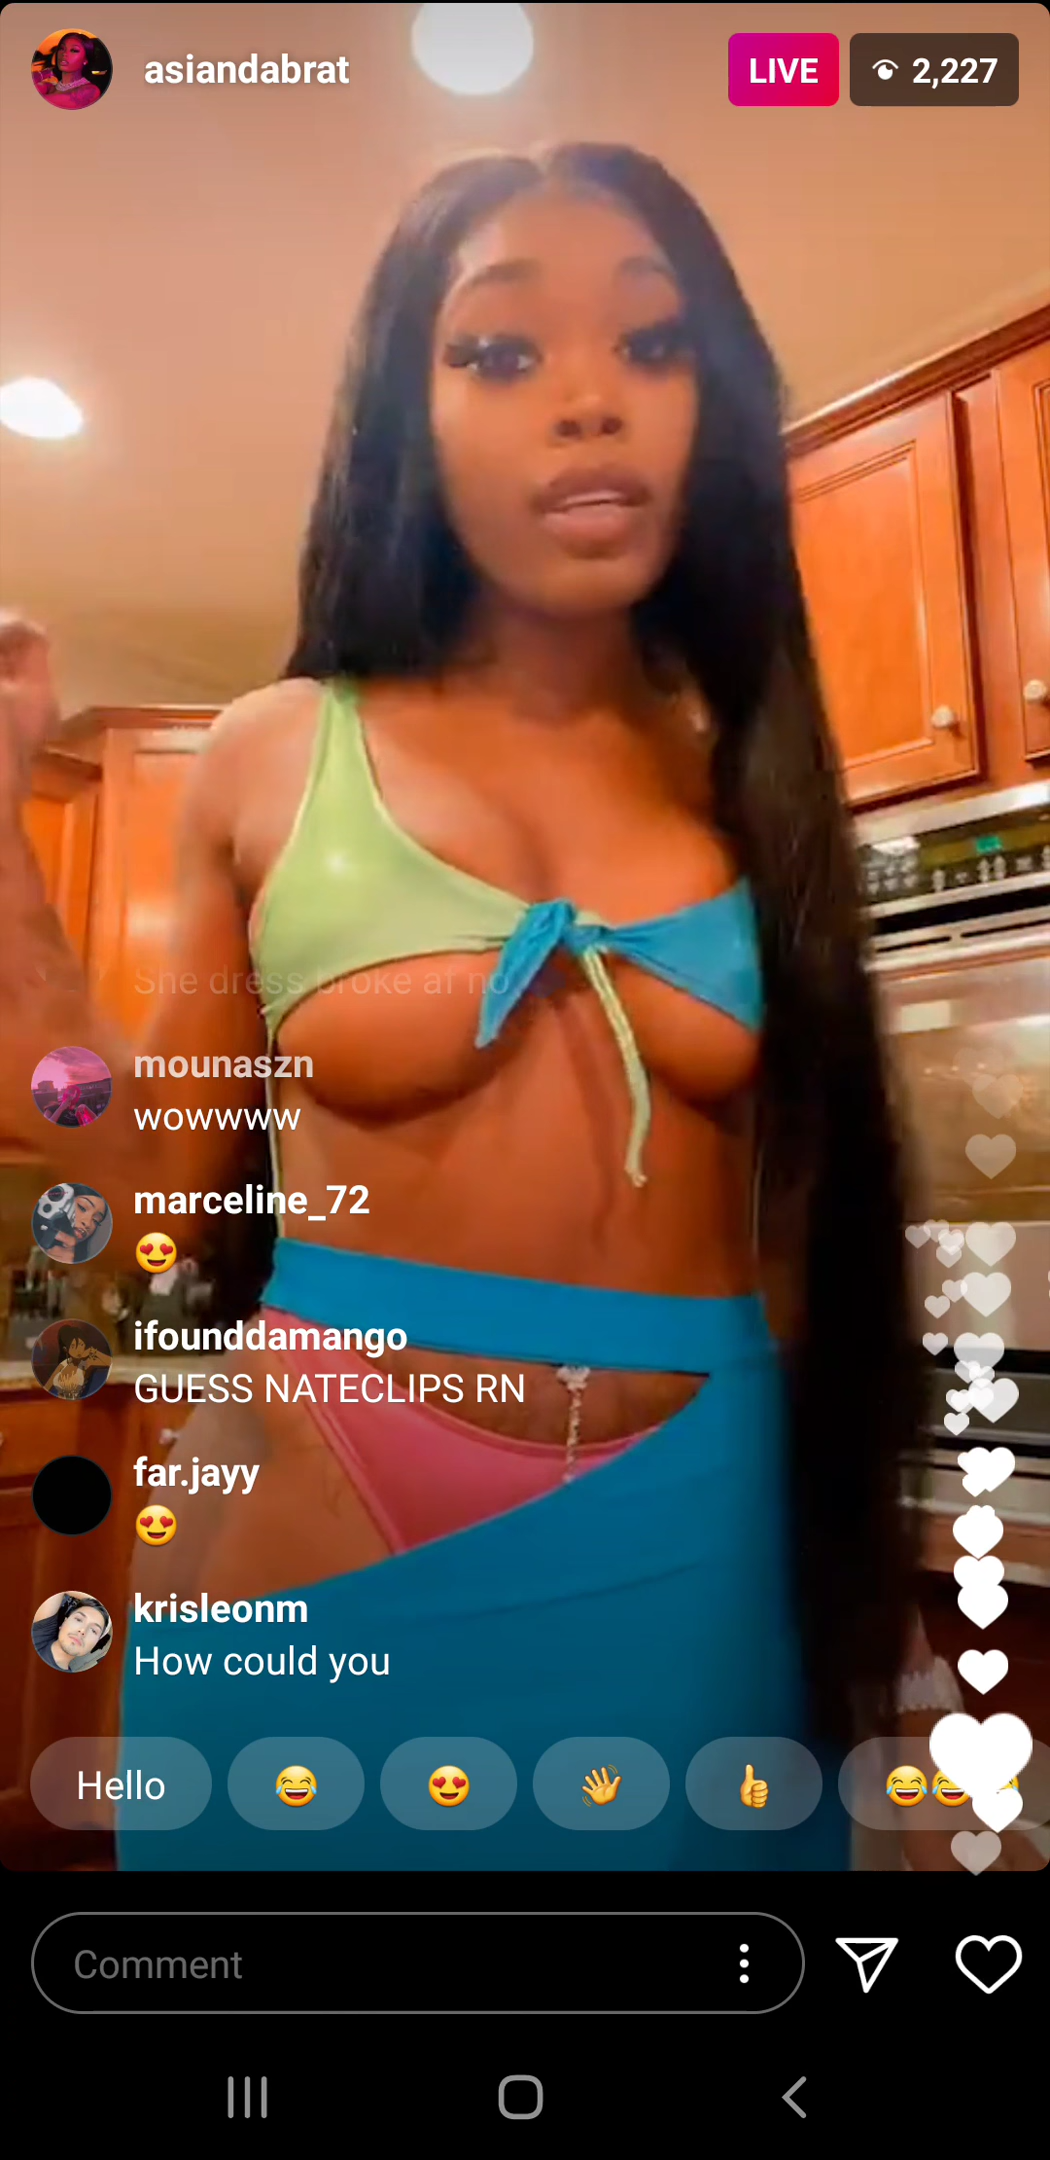 asiandabrat
LIVE
2,227
She dress broke af no
mounaszn
wowwww
marceline_72
😍
ifounddamango
GUESS NATECLIPS RN
far.jayy
😍
krisleonm
How could you
Hello 😂 😍 👋 👍 😂😂
Comment